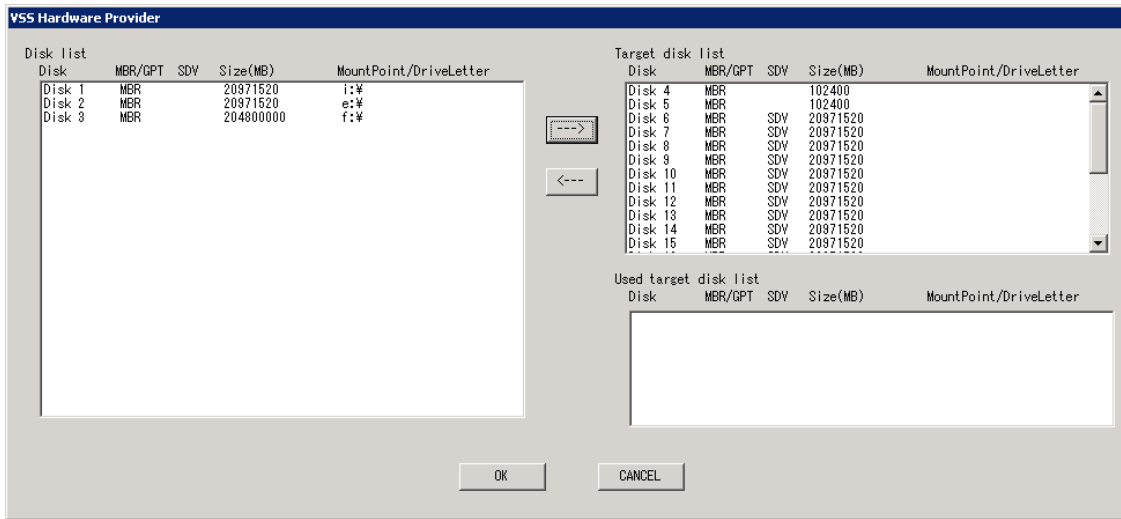 VSS Hardware Provider
Disk list
Disk MBR/GPT SDV Size(MB) MountPoint/DriveLetter
Disk 1 MBR 20971520 i:¥
Disk 2 MBR 20971520 e:¥
Disk 3 MBR 204800000 f:¥
--->
<---
Target disk list
Disk MBR/GPT SDV Size(MB) MountPoint/DriveLetter
Disk 4 MBR 102400
Disk 5 MBR 102400
Disk 6 MBR SDV 20971520
Disk 7 MBR SDV 20971520
Disk 8 MBR SDV 20971520
Disk 9 MBR SDV 20971520
Disk 10 MBR SDV 20971520
Disk 11 MBR SDV 20971520
Disk 12 MBR SDV 20971520
Disk 13 MBR SDV 20971520
Disk 14 MBR SDV 20971520
Disk 15 MBR SDV 20971520
Used target disk list
Disk MBR/GPT SDV Size(MB) MountPoint/DriveLetter
OK
CANCEL